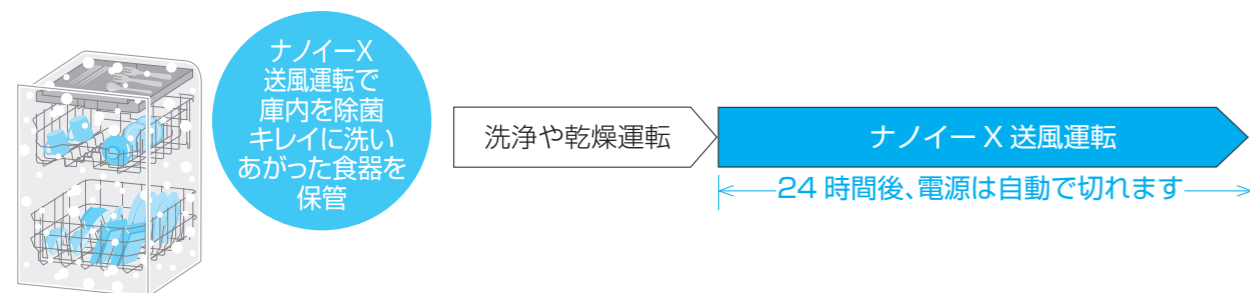 ナノイーX
送風運転で
庫内を除菌
キレイに洗い
あがった食器を
保管
洗浄や乾燥運転
ナノイー X 送風運転
24 時間後、電源は自動で切れます